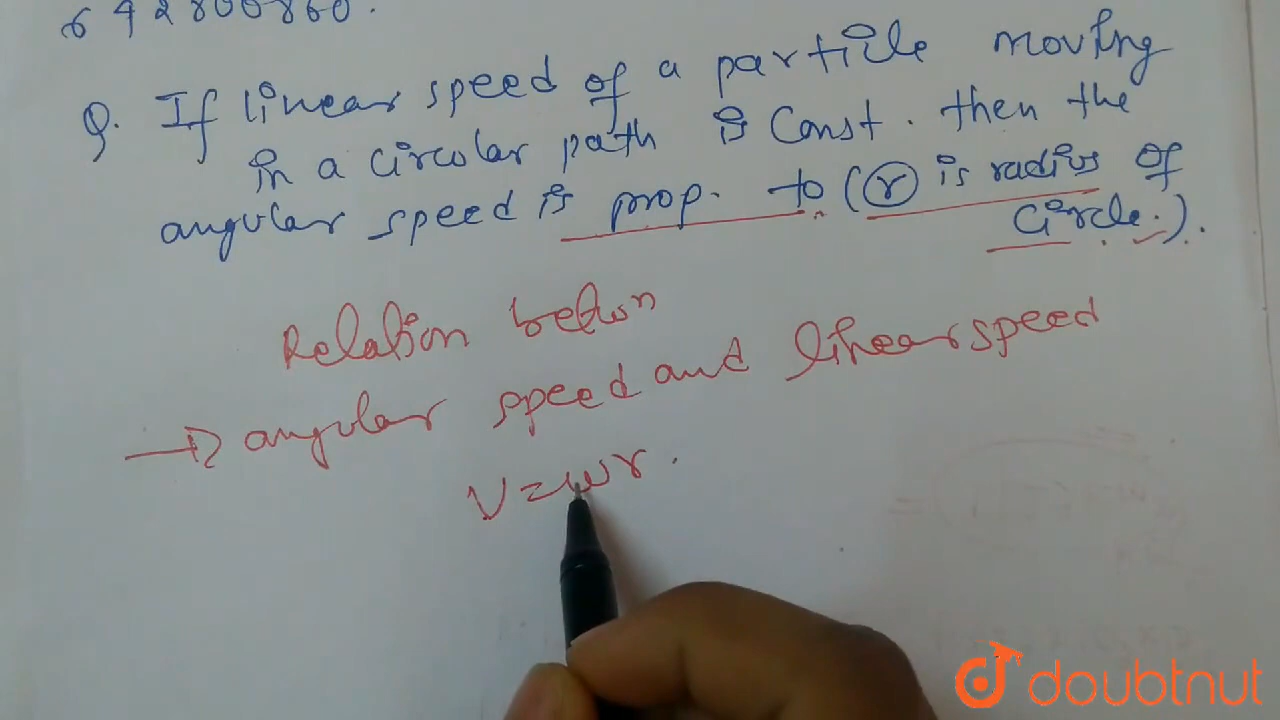 642806860.
Q. If linear speed of a particle moving
in a circular path is Const. then the
angular speed is prop. to (r is radius of
Circle.).
Relation betwn
→ angular speed and linear speed
V=ωr.
doubtnut